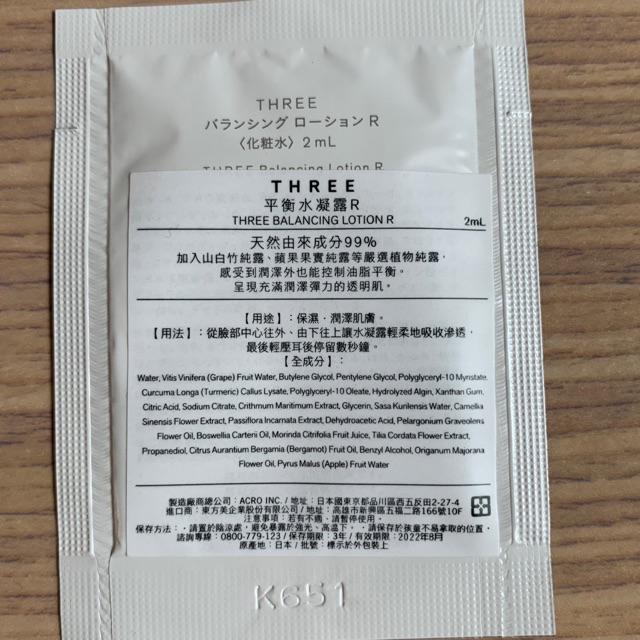 THREE
バランシング ローション R
〈化粧水〉2 mL
THREE Balancing Lotion R
THREE
平衡水凝露R
THREE BALANCING LOTION R 2mL
天然由來成分99%
加入山白竹純露、蘋果果實純露等嚴選植物純露，
感受到潤澤外也能控制油脂平衡。
呈現充滿潤澤彈力的透明肌。
【用途】：保濕，潤澤肌膚。
【用法】：從臉部中心往外、由下往上讓水凝露輕柔地吸收滲透，
最後輕壓耳後停留數秒鐘。
【全成分】：
Water, Vitis Vinifera (Grape) Fruit Water, Butylene Glycol, Pentylene Glycol, Polyglyceryl-10 Myristate,
Curcuma Longa (Turmeric) Callus Lysate, Polyglyceryl-10 Oleate, Hydrolyzed Algin, Xanthan Gum,
Citric Acid, Sodium Citrate, Crithmum Maritimum Extract, Glycerin, Sasa Kurilensis Water, Camellia
Sinensis Flower Extract, Passiflora Incarnata Extract, Dehydroacetic Acid, Pelargonium Graveolens
Flower Oil, Boswellia Carterii Oil, Morinda Citrifolia Fruit Juice, Tilia Cordata Flower Extract,
Propanediol, Citrus Aurantium Bergamia (Bergamot) Fruit Oil, Benzyl Alcohol, Origanum Majorana
Flower Oil, Pyrus Malus (Apple) Fruit Water
製造廠商總公司：ACRO INC. / 地址：日本國東京都品川區西五反田2-27-4
進口商：東方美企業股份有限公司 / 地址：高雄市新興區五福二路166號10F
注意事項：若有不適、請暫停使用，
保存方法：，請置於陰涼處，避免暴露於強光、高溫下，，請保存於孩童不易拿取的位置，
諮詢專線：0800-779-123 / 保存期限：3年 / 有效期限：2022年8月
原產地：日本 / 批號：標示於外包裝上
K651